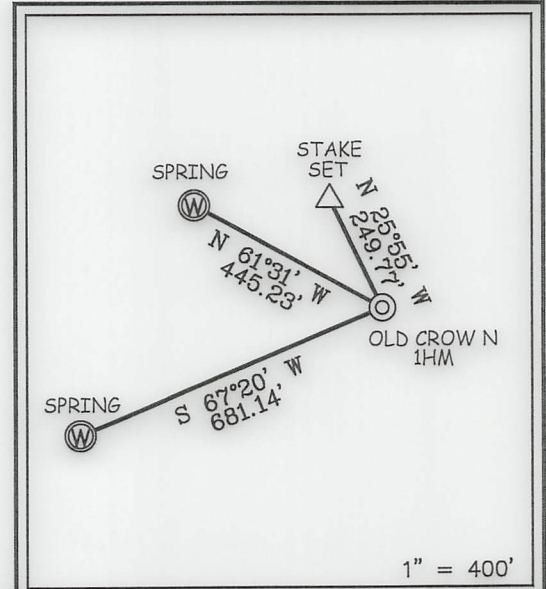 STAKE
SET
SPRING
W
N 25°55' W
249.77'
N 61°31' W
445.23'
OLD CROW N
1HM
S 67°20' W
681.14'
SPRING
W
1" = 400'